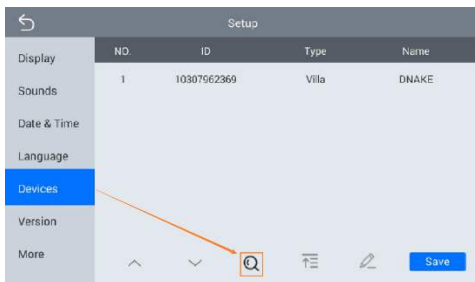 Setup
Display
Sounds
Date & Time
Language
Devices
Version
More
NO. ID Type Name
1 10307962369 Villa DNAKE
Save